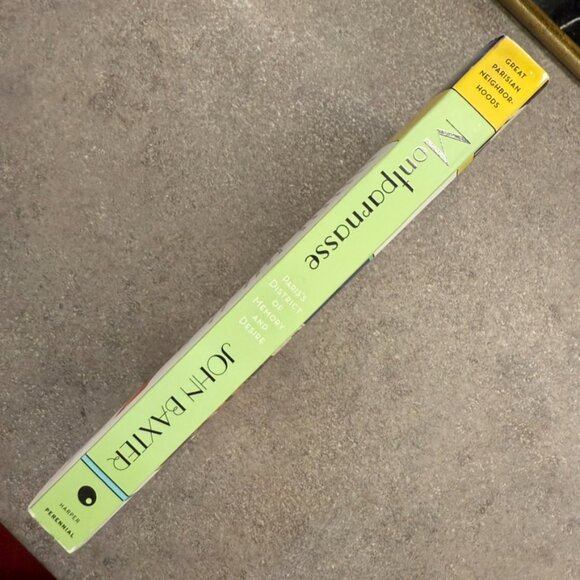 GREAT
PARISIAN
NEIGHBOR-
HOODS
Montparnasse
PARIS'S
DISTRICT
OF
MEMORY
AND
DESIRE
JOHN BAXTER
HARPER
PERENNIAL